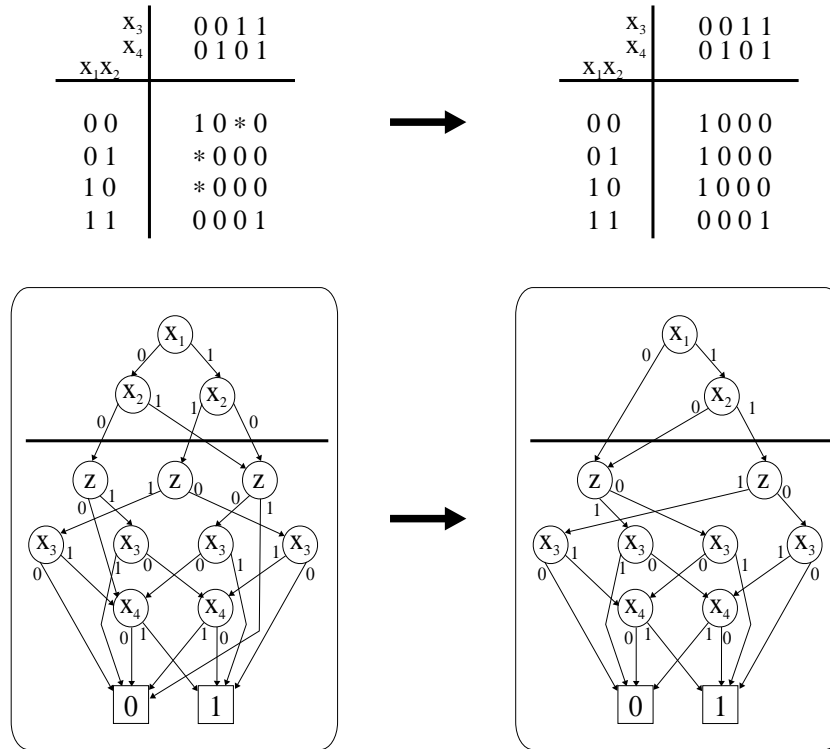 x₃ 0 0 1 1
x₄ 0 1 0 1
x₁x₂
0 0 1 0 * 0
0 1 * 0 0 0
1 0 * 0 0 0
1 1 0 0 0 1
x₃ 0 0 1 1
x₄ 0 1 0 1
x₁x₂
0 0 1 0 0 0
0 1 1 0 0 0
1 0 1 0 0 0
1 1 0 0 0 1
x₁
0 1
x₂ x₂
0 1 1 0
z z z
0 1 1 0 0 1
x₃ x₃ x₃ x₃
0 1 1 0 0 1 1 0
x₄ x₄
0 1 1 0
0 1
x₁
0 1
x₂
0 1
z z
1 0 1 0
x₃ x₃ x₃ x₃
0 1 1 0 0 1 1 0
x₄ x₄
0 1 1 0
0 1